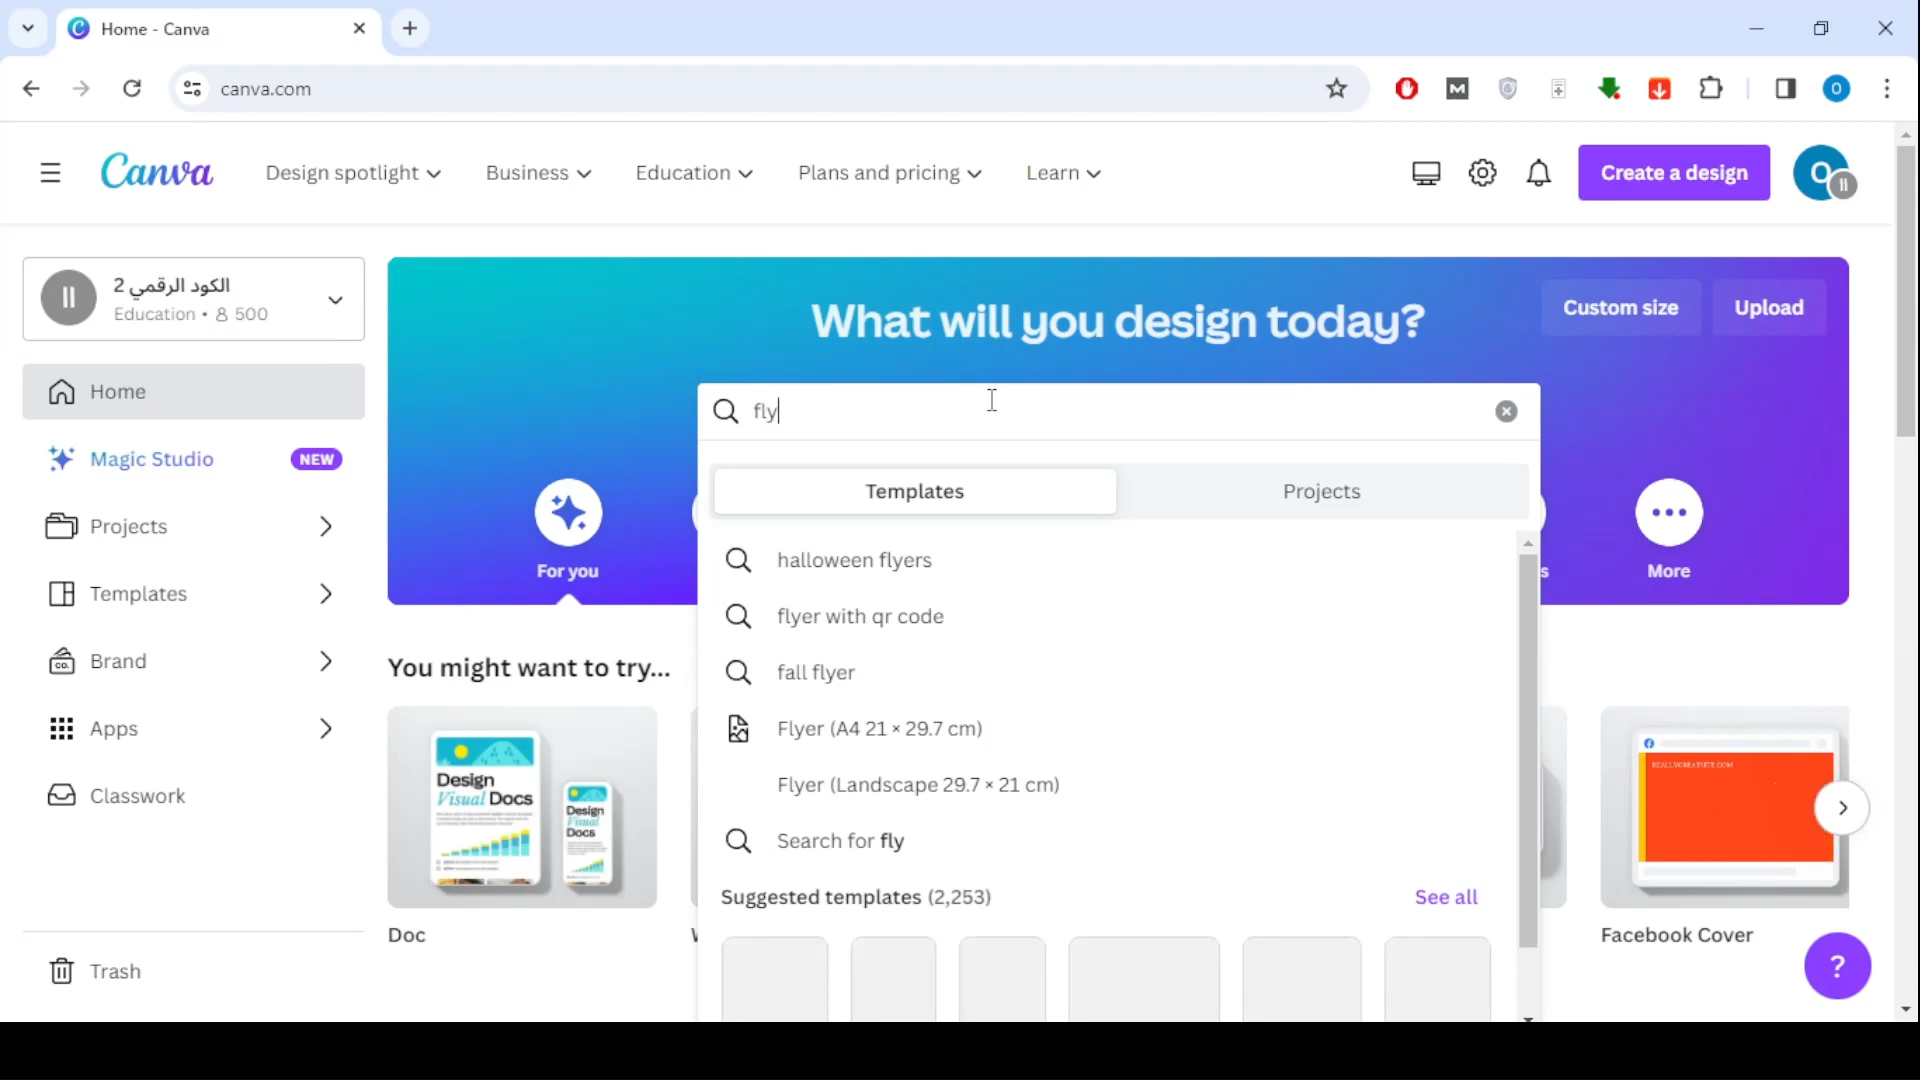 Home - Canva
canva.com
Canva
Design spotlight
Business
Education
Plans and pricing
Learn
Create a design
O
الكود الرقمي 2
Education • 500
Home
Magic Studio
NEW
Projects
Templates
Brand
Apps
Classwork
Trash
What will you design today?
Custom size
Upload
fly
Templates
Projects
halloween flyers
flyer with qr code
fall flyer
Flyer (A4 21 × 29.7 cm)
Flyer (Landscape 29.7 × 21 cm)
Search for fly
Suggested templates (2,253)
See all
For you
s
More
You might want to try...
Design
Visual Docs
Design
Visual
Docs
Doc
REALLYGREATSITE.COM
Facebook Cover
?